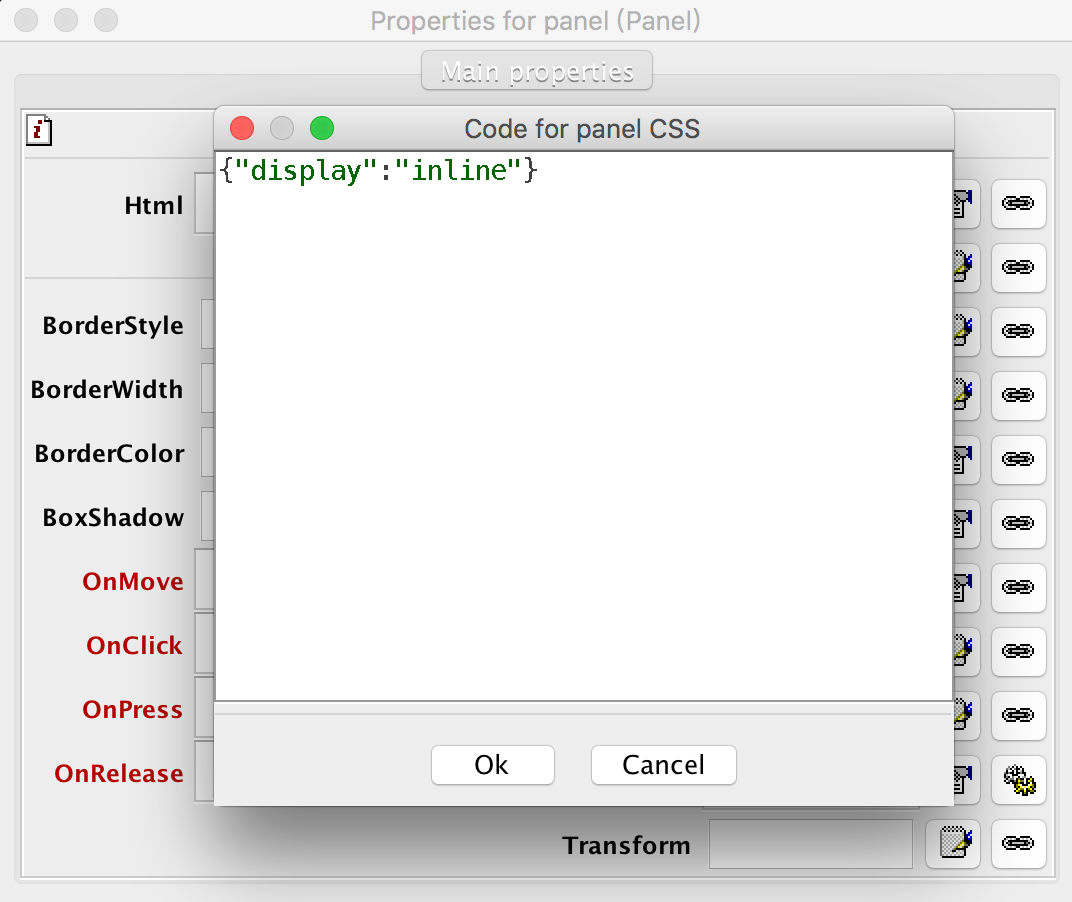 Properties for panel (Panel)
Main properties
Code for panel CSS
{"display":"inline"}
Html
BorderStyle
BorderWidth
BorderColor
BoxShadow
OnMove
OnClick
OnPress
OnRelease
Ok
Cancel
Transform